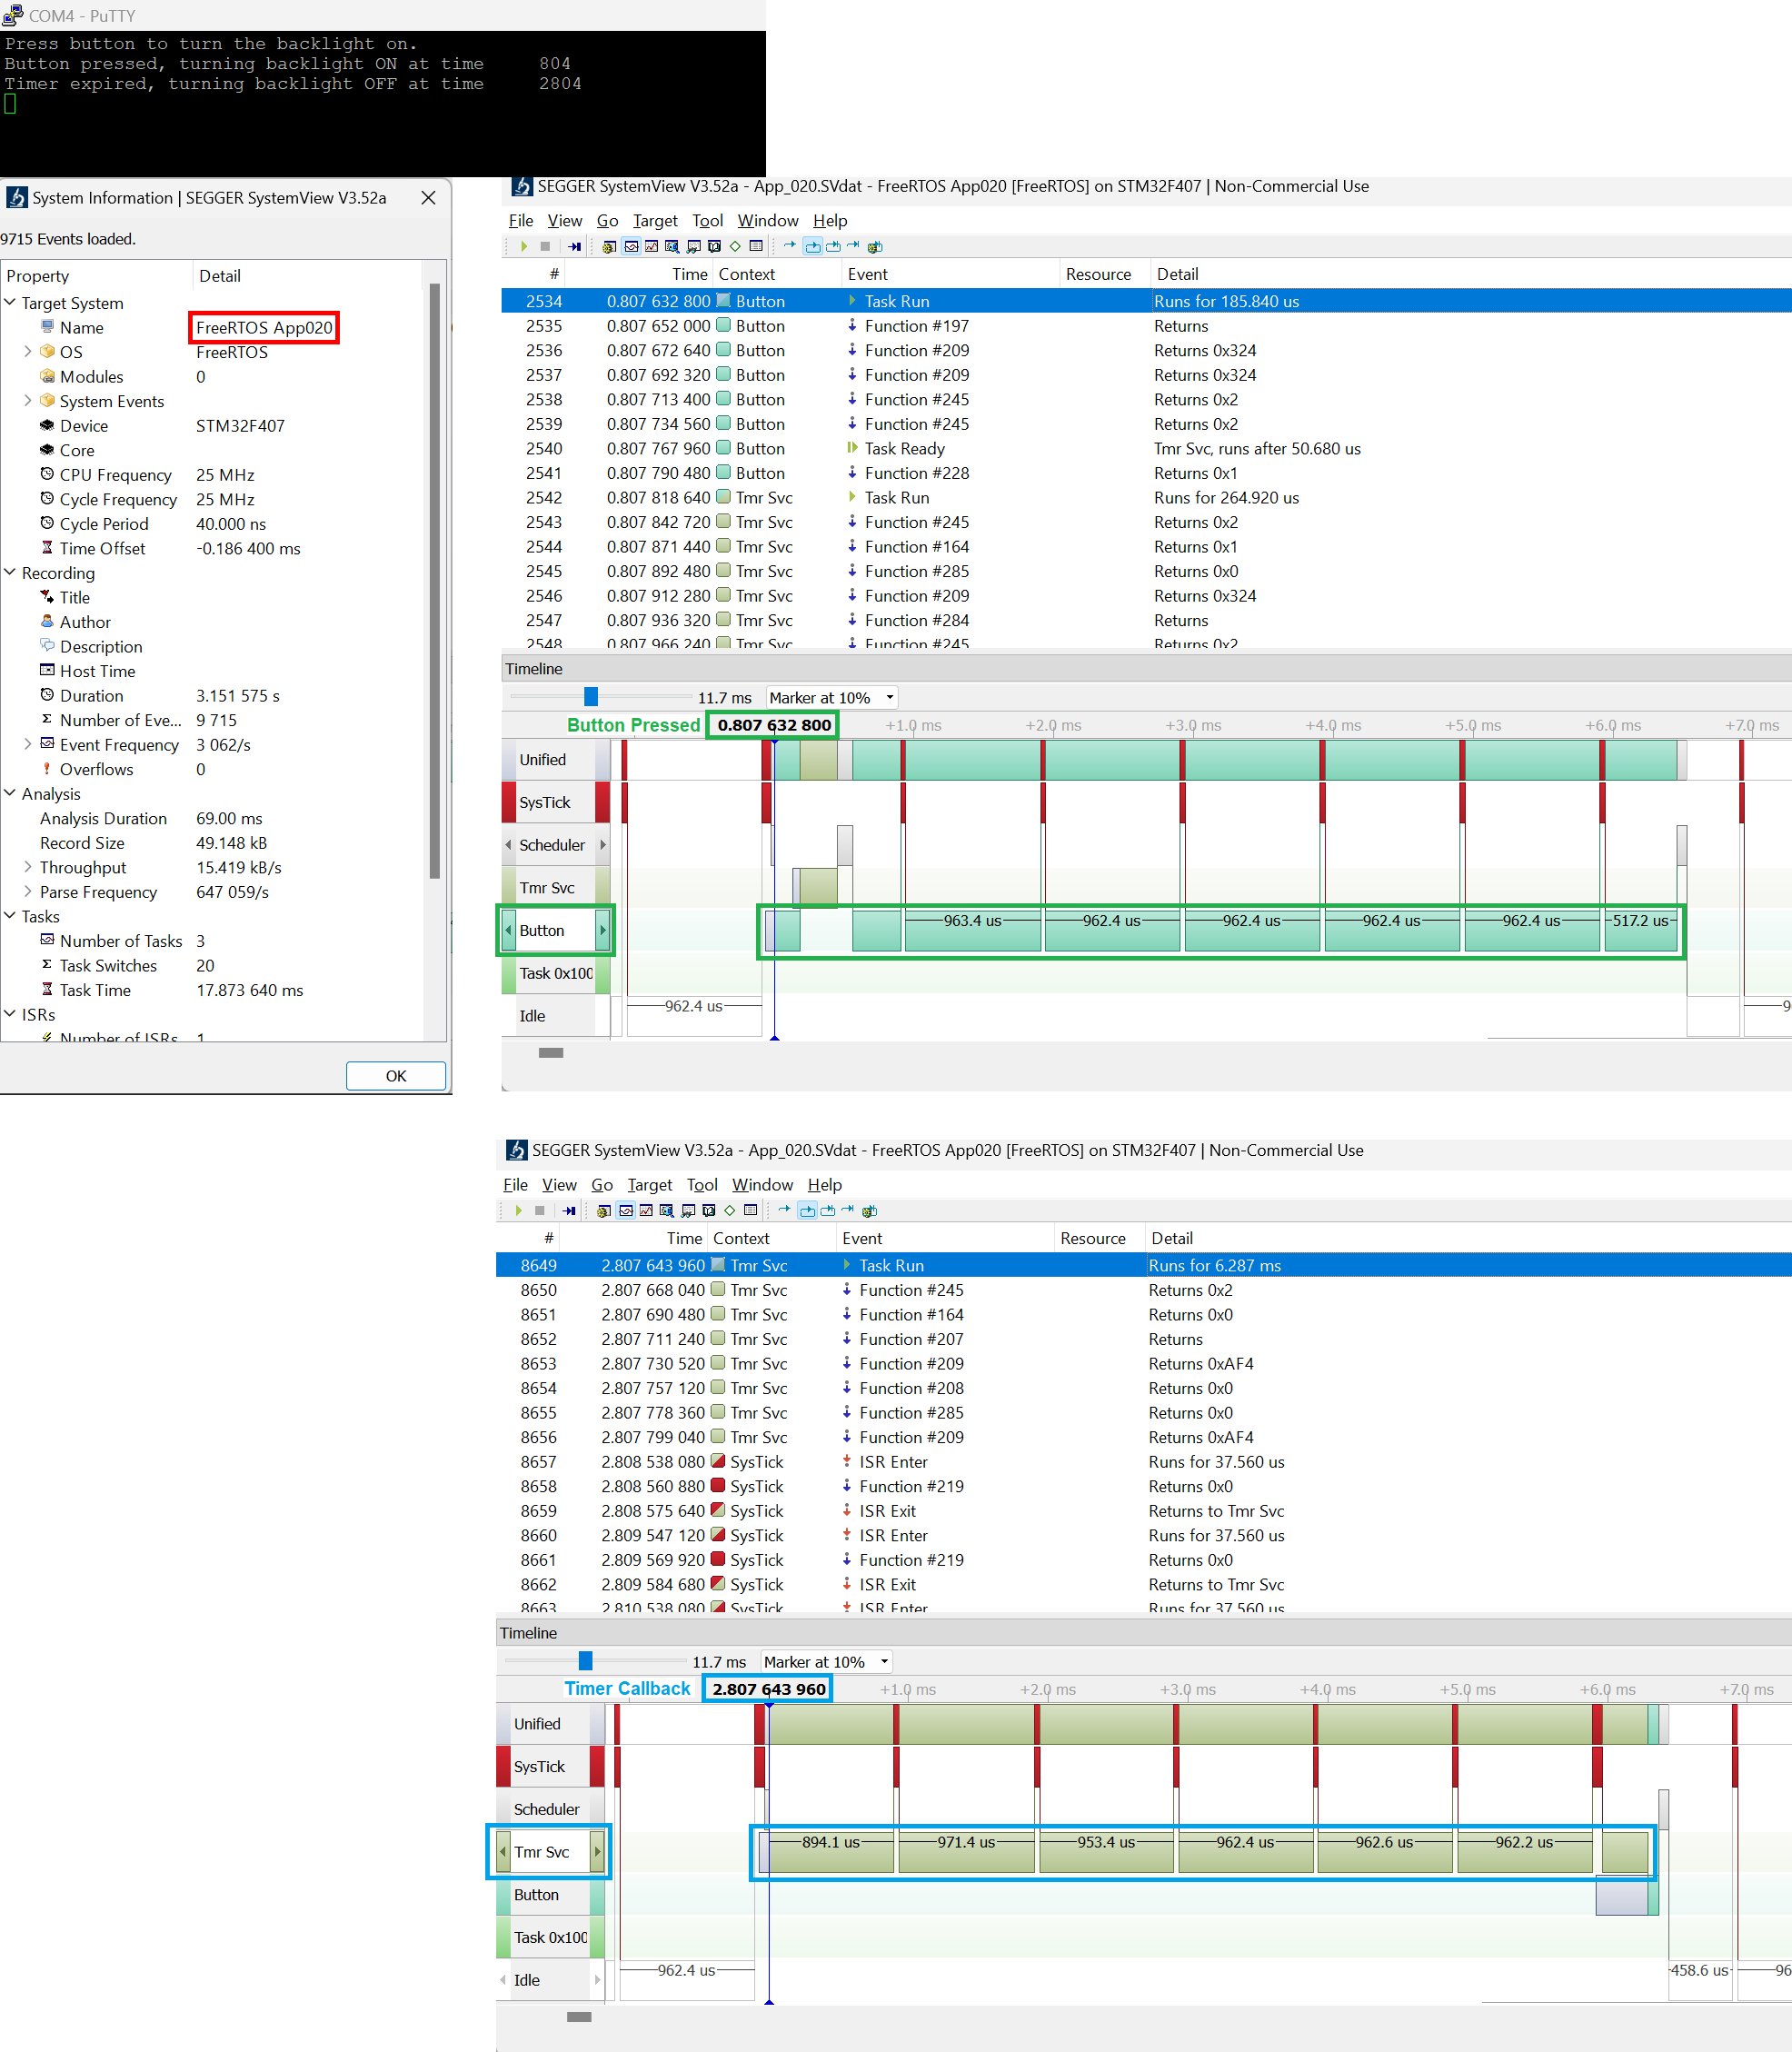 COM4 - PuTTY
Press button to turn the backlight on.
Button pressed, turning backlight ON at time 804
Timer expired, turning backlight OFF at time 2804
System Information | SEGGER SystemView V3.52a
9715 Events loaded.
Property Detail
Target System
Name FreeRTOS App020
OS FreeRTOS
Modules 0
System Events
Device STM32F407
Core
CPU Frequency 25 MHz
Cycle Frequency 25 MHz
Cycle Period 40.000 ns
Time Offset -0.186 400 ms
Recording
Title
Author
Description
Host Time
Duration 3.151 575 s
Σ Number of Eve... 9 715
Event Frequency 3 062/s
Overflows 0
Analysis
Analysis Duration 69.00 ms
Record Size 49.148 kB
Throughput 15.419 kB/s
Parse Frequency 647 059/s
Tasks
Number of Tasks 3
Σ Task Switches 20
Task Time 17.873 640 ms
ISRs
Number of ISRs 1
OK
SEGGER SystemView V3.52a - App_020.SVdat - FreeRTOS App020 [FreeRTOS] on STM32F407 | Non-Commercial Use
File View Go Target Tool Window Help
# Time Context Event Resource Detail
2534 0.807 632 800 Button Task Run Runs for 185.840 us
2535 0.807 652 000 Button Function #197 Returns
2536 0.807 672 640 Button Function #209 Returns 0x324
2537 0.807 692 320 Button Function #209 Returns 0x324
2538 0.807 713 400 Button Function #245 Returns 0x2
2539 0.807 734 560 Button Function #245 Returns 0x2
2540 0.807 767 960 Button Task Ready Tmr Svc, runs after 50.680 us
2541 0.807 790 480 Button Function #228 Returns 0x1
2542 0.807 818 640 Tmr Svc Task Run Runs for 264.920 us
2543 0.807 842 720 Tmr Svc Function #245 Returns 0x2
2544 0.807 871 440 Tmr Svc Function #164 Returns 0x1
2545 0.807 892 480 Tmr Svc Function #285 Returns 0x0
2546 0.807 912 280 Tmr Svc Function #209 Returns 0x324
2547 0.807 936 320 Tmr Svc Function #284 Returns
2548 0.807 966 240 Tmr Svc Function #245 Returns 0x2
Timeline
11.7 ms Marker at 10%
Button Pressed 0.807 632 800 +1.0 ms +2.0 ms +3.0 ms +4.0 ms +5.0 ms +6.0 ms +7.0 ms
Unified
SysTick
Scheduler
Tmr Svc
Button 963.4 us 962.4 us 962.4 us 962.4 us 962.4 us 517.2 us
Task 0x100
Idle 962.4 us 9
SEGGER SystemView V3.52a - App_020.SVdat - FreeRTOS App020 [FreeRTOS] on STM32F407 | Non-Commercial Use
File View Go Target Tool Window Help
# Time Context Event Resource Detail
8649 2.807 643 960 Tmr Svc Task Run Runs for 6.287 ms
8650 2.807 668 040 Tmr Svc Function #245 Returns 0x2
8651 2.807 690 480 Tmr Svc Function #164 Returns 0x0
8652 2.807 711 240 Tmr Svc Function #207 Returns
8653 2.807 730 520 Tmr Svc Function #209 Returns 0xAF4
8654 2.807 757 120 Tmr Svc Function #208 Returns 0x0
8655 2.807 778 360 Tmr Svc Function #285 Returns 0x0
8656 2.807 799 040 Tmr Svc Function #209 Returns 0xAF4
8657 2.808 538 080 SysTick ISR Enter Runs for 37.560 us
8658 2.808 560 880 SysTick Function #219 Returns 0x0
8659 2.808 575 640 SysTick ISR Exit Returns to Tmr Svc
8660 2.809 547 120 SysTick ISR Enter Runs for 37.560 us
8661 2.809 569 920 SysTick Function #219 Returns 0x0
8662 2.809 584 680 SysTick ISR Exit Returns to Tmr Svc
8663 2.810 538 080 SysTick ISR Enter Runs for 37.560 us
Timeline
11.7 ms Marker at 10%
Timer Callback 2.807 643 960 +1.0 ms +2.0 ms +3.0 ms +4.0 ms +5.0 ms +6.0 ms +7.0 ms
Unified
SysTick
Scheduler
Tmr Svc 894.1 us 971.4 us 953.4 us 962.4 us 962.6 us 962.2 us
Button
Task 0x100
Idle 962.4 us 458.6 us 96